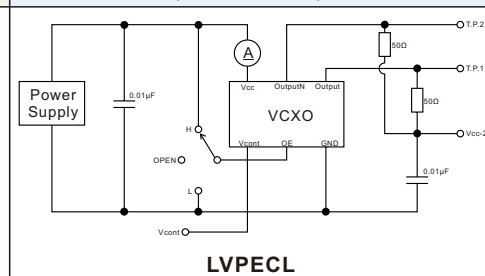 T.P.2
A
50Ω
T.P.1
Power
Supply
0.01µF
Vcc OutputN Output
50Ω
VCXO
H
Vcc-2
Vcont OE GND
OPEN
0.01µF
L
Vcont
LVPECL